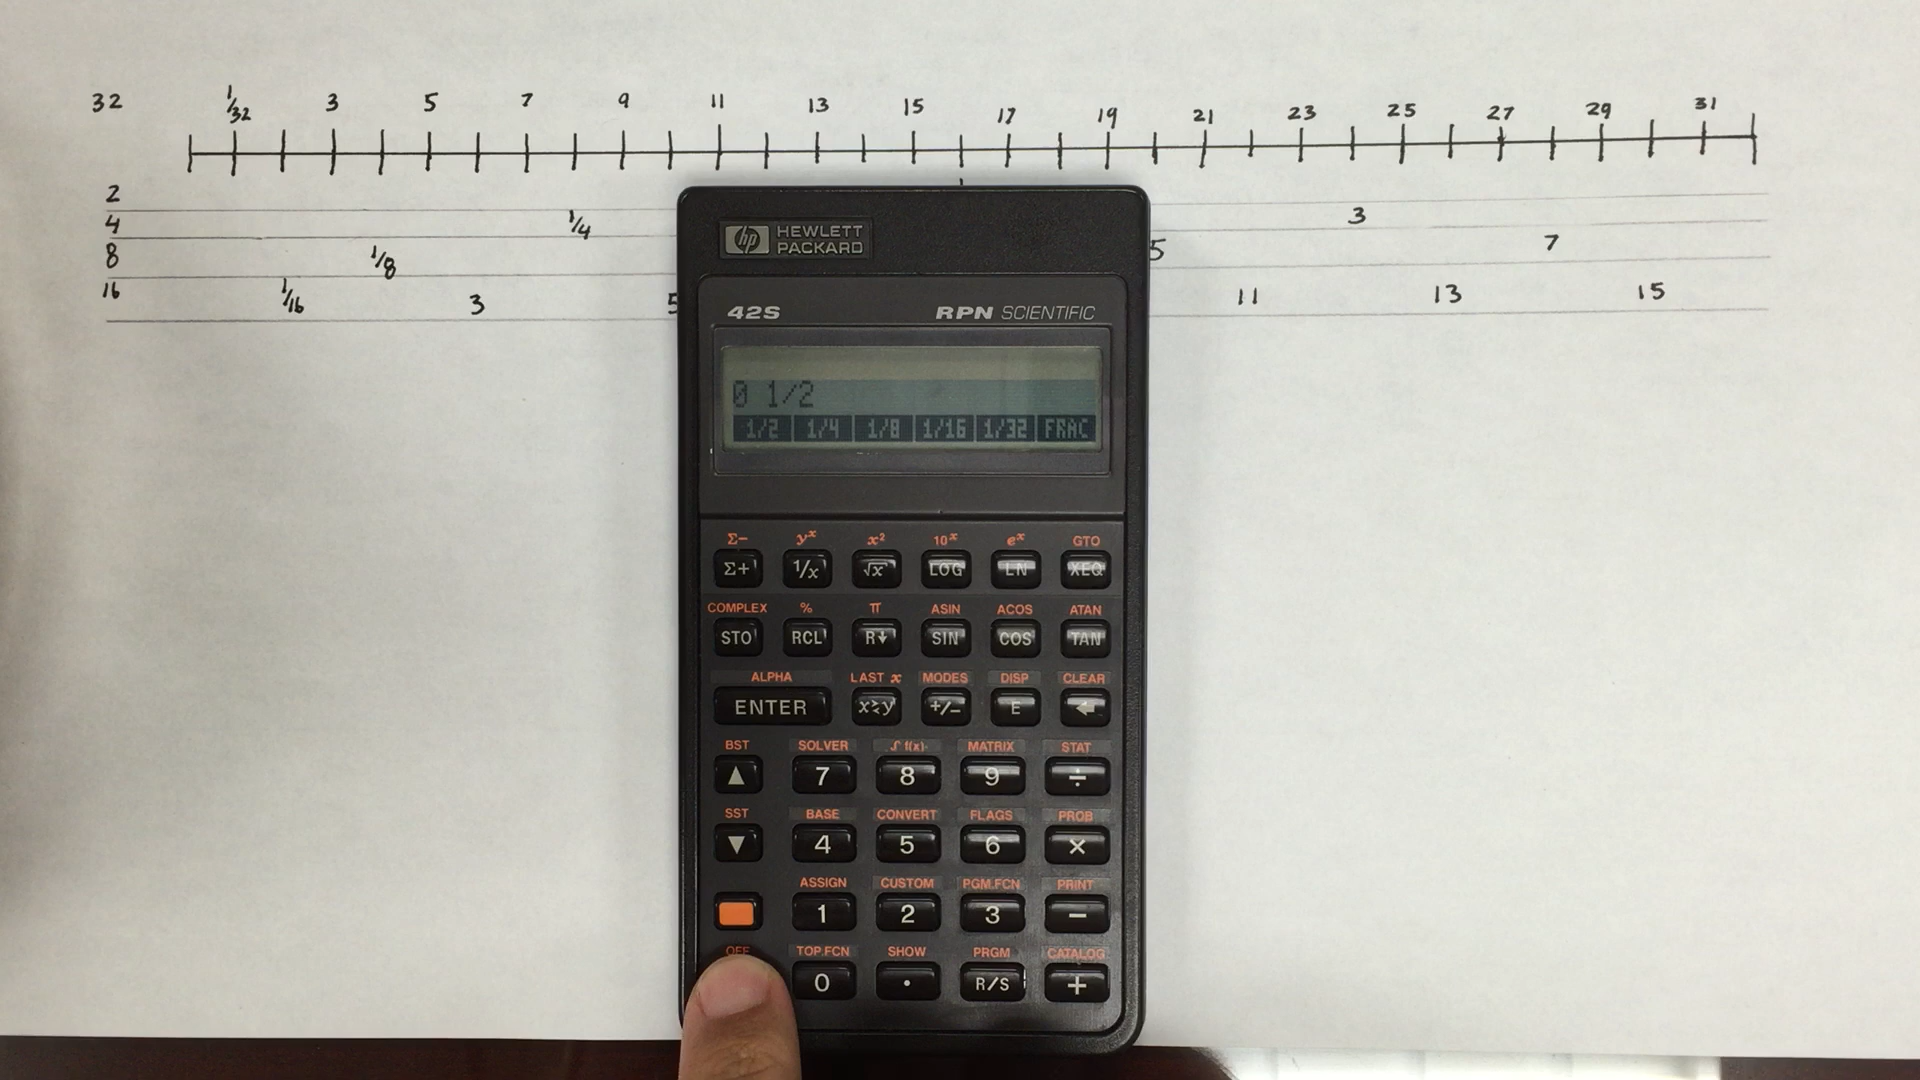 32 1/32 3 5 7 9 11 13 15 17 19 21 23 25 27 29 31
2
4 1/4 3
8 1/8 5 7
16 1/16 3 5 11 13 15
hp HEWLETT
PACKARD
42S RPN SCIENTIFIC
0 1/2
1/2 1/4 1/8 1/16 1/32 FRAC
Σ− yˣ x² 10ˣ eˣ GTO
Σ+ 1/x √x LOG LN XEQ
COMPLEX % π ASIN ACOS ATAN
STO RCL R↓ SIN COS TAN
ALPHA LAST x MODES DISP CLEAR
ENTER x≷y +/− E ←
BST SOLVER ∫f(x) MATRIX STAT
▲ 7 8 9 ÷
SST BASE CONVERT FLAGS PROB
▼ 4 5 6 ×
ASSIGN CUSTOM PGM.FCN PRINT
1 2 3 −
OFF TOP.FCN SHOW PRGM CATALOG
0 · R/S +